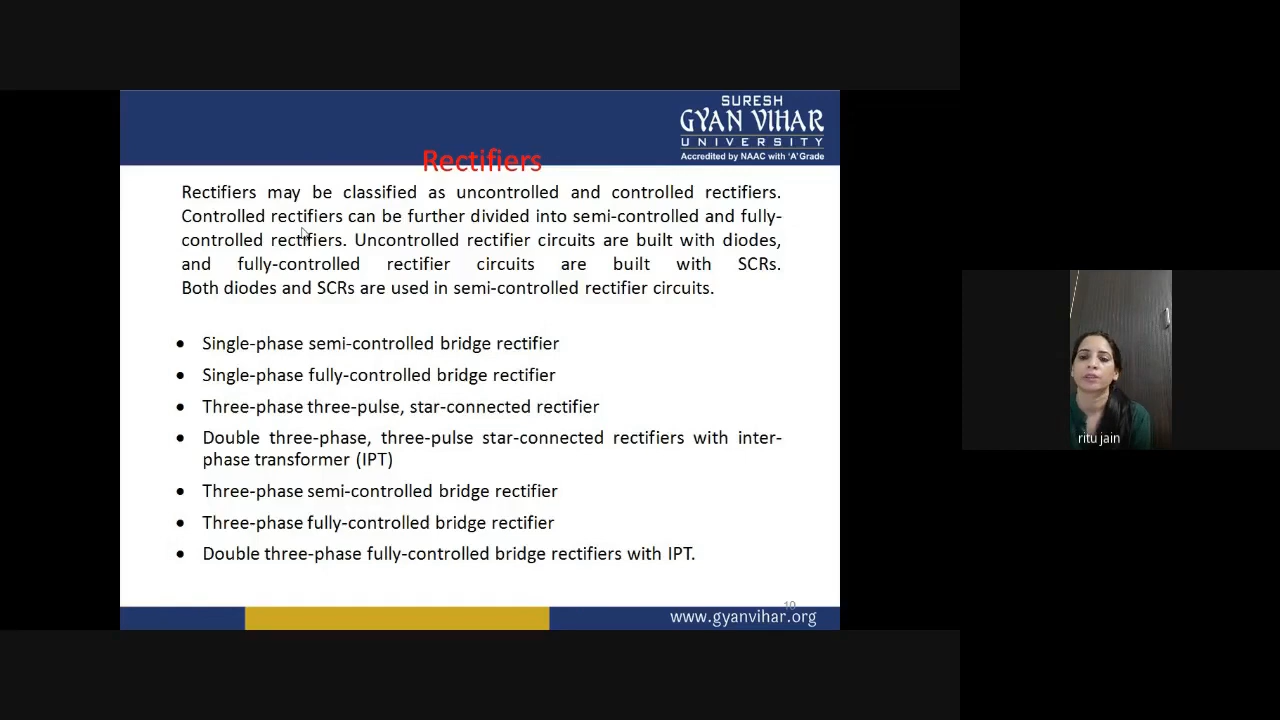 SURESH
GYAN VIHAR
UNIVERSITY
Accredited by NAAC with 'A' Grade
Rectifiers
Rectifiers may be classified as uncontrolled and controlled rectifiers.
Controlled rectifiers can be further divided into semi-controlled and fully-
controlled rectifiers. Uncontrolled rectifier circuits are built with diodes,
and fully-controlled rectifier circuits are built with SCRs.
Both diodes and SCRs are used in semi-controlled rectifier circuits.
• Single-phase semi-controlled bridge rectifier
• Single-phase fully-controlled bridge rectifier
• Three-phase three-pulse, star-connected rectifier
• Double three-phase, three-pulse star-connected rectifiers with inter-
phase transformer (IPT)
• Three-phase semi-controlled bridge rectifier
• Three-phase fully-controlled bridge rectifier
• Double three-phase fully-controlled bridge rectifiers with IPT.
10
www.gyanvihar.org
ritu jain